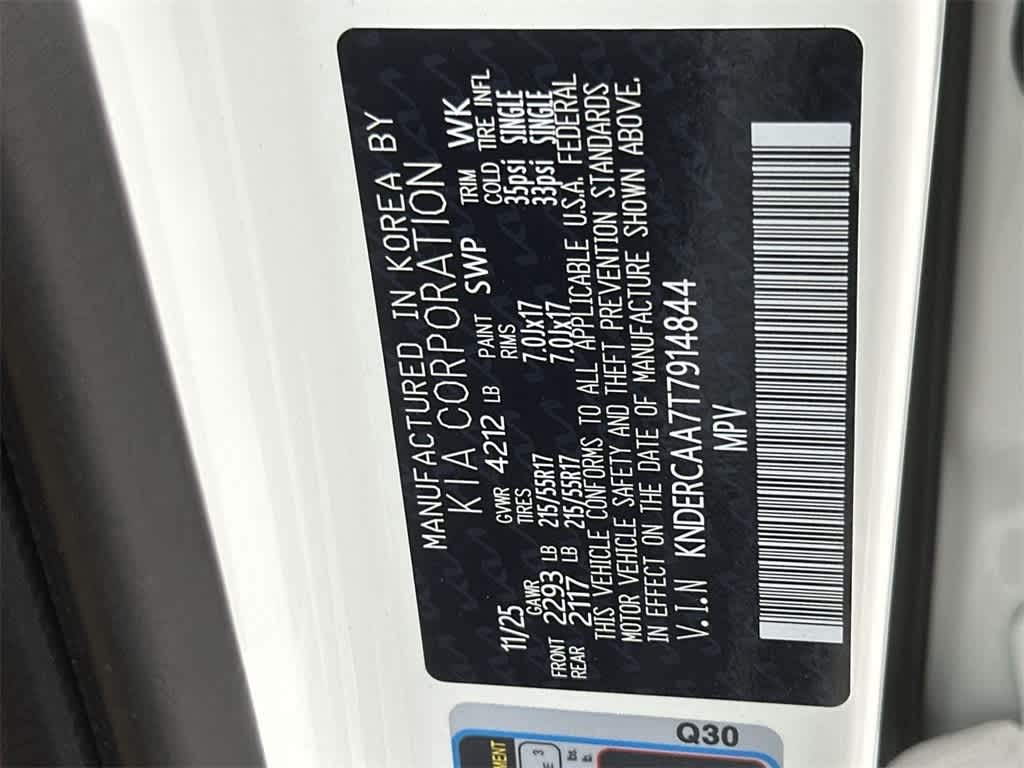 MANUFACTURED IN KOREA BY
KIA CORPORATION
11/25 GVWR 4212 LB PAINT SWP TRIM WK
GAWR TIRES RIMS COLD TIRE INFL
FRONT 2293 LB 215/55R17 7.0Jx17 35psi SINGLE
REAR 2117 LB 215/55R17 7.0Jx17 33psi SINGLE
THIS VEHICLE CONFORMS TO ALL APPLICABLE U.S.A. FEDERAL
MOTOR VEHICLE SAFETY AND THEFT PREVENTION STANDARDS
IN EFFECT ON THE DATE OF MANUFACTURE SHOWN ABOVE.
V.I.N KNDERCAA7T7914844
MPV
Q30